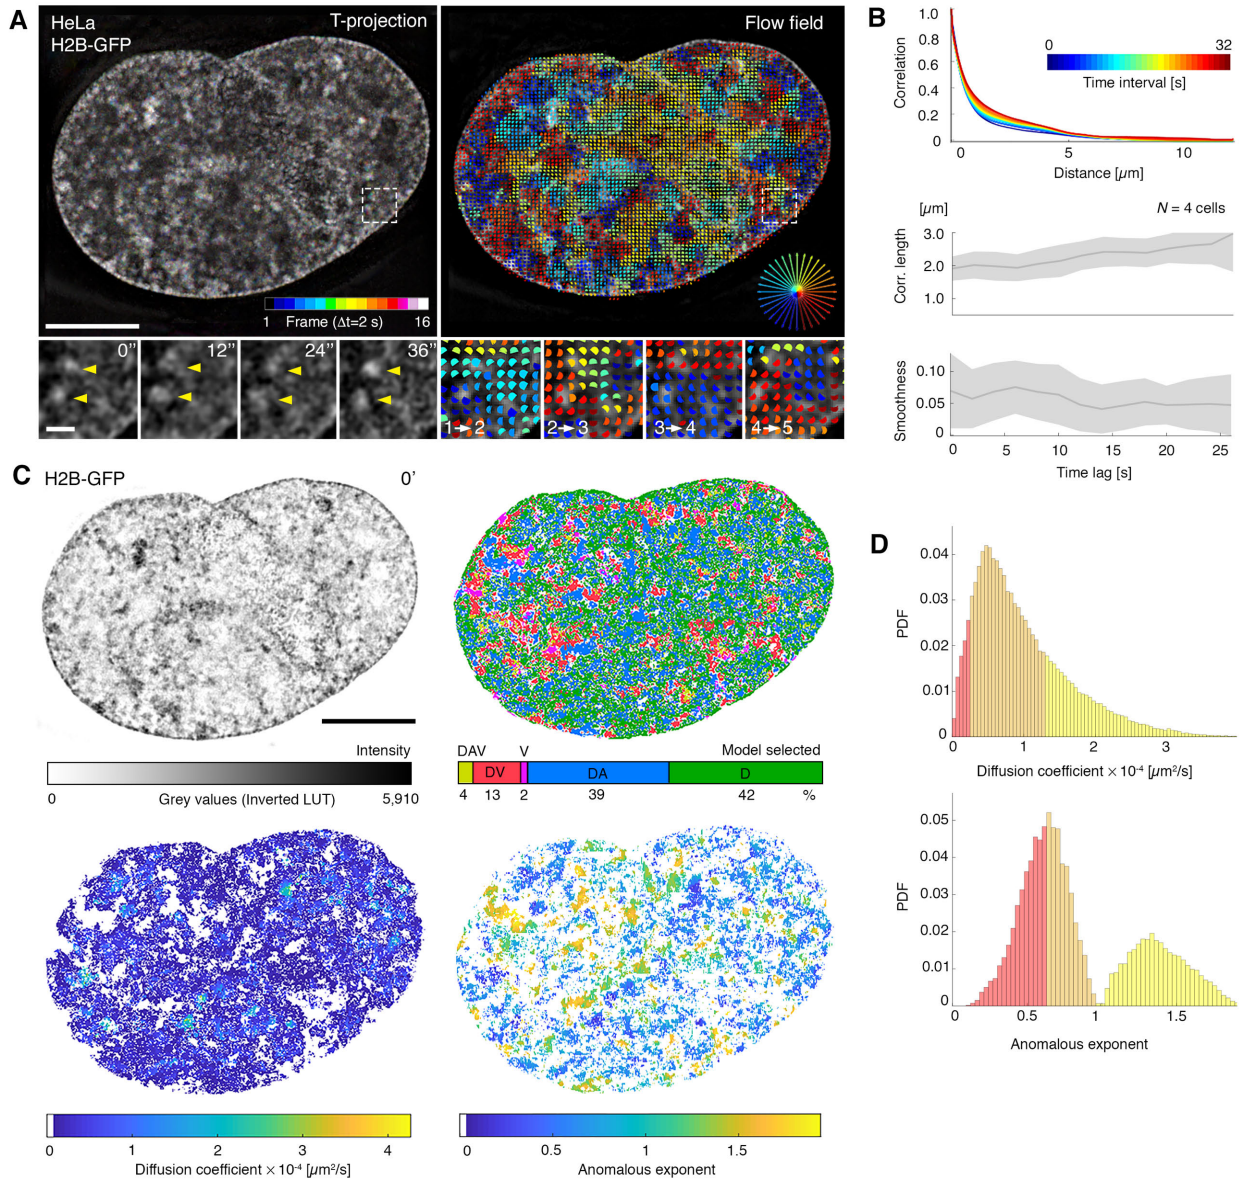 A
HeLa
H2B-GFP
T-projection
Flow field
1 Frame (Δt=2 s) 16
0” 12” 24” 36”
1 2 2 3 3 4 4 5
B
Correlation
1.0
0.8
0.6
0.4
0.2
0
0 32
Time interval [s]
0 5 10
Distance [μm]
[μm]
N = 4 cells
Corr. length
3.0
2.0
1.0
Smoothness
0.10
0.05
0
0 5 10 15 20 25
Time lag [s]
C
H2B-GFP
0’
Intensity
0 Grey values (Inverted LUT) 5,910
DAV V Model selected
DV DA D
4 13 2 39 42 %
0 1 2 3 4
Diffusion coefficient × 10-4 [μm2/s]
0 0.5 1 1.5
Anomalous exponent
D
PDF
0.04
0.03
0.02
0.01
0
0 1 2 3
Diffusion coefficient × 10-4 [μm2/s]
PDF
0.05
0.04
0.03
0.02
0.01
0
0 0.5 1 1.5
Anomalous exponent